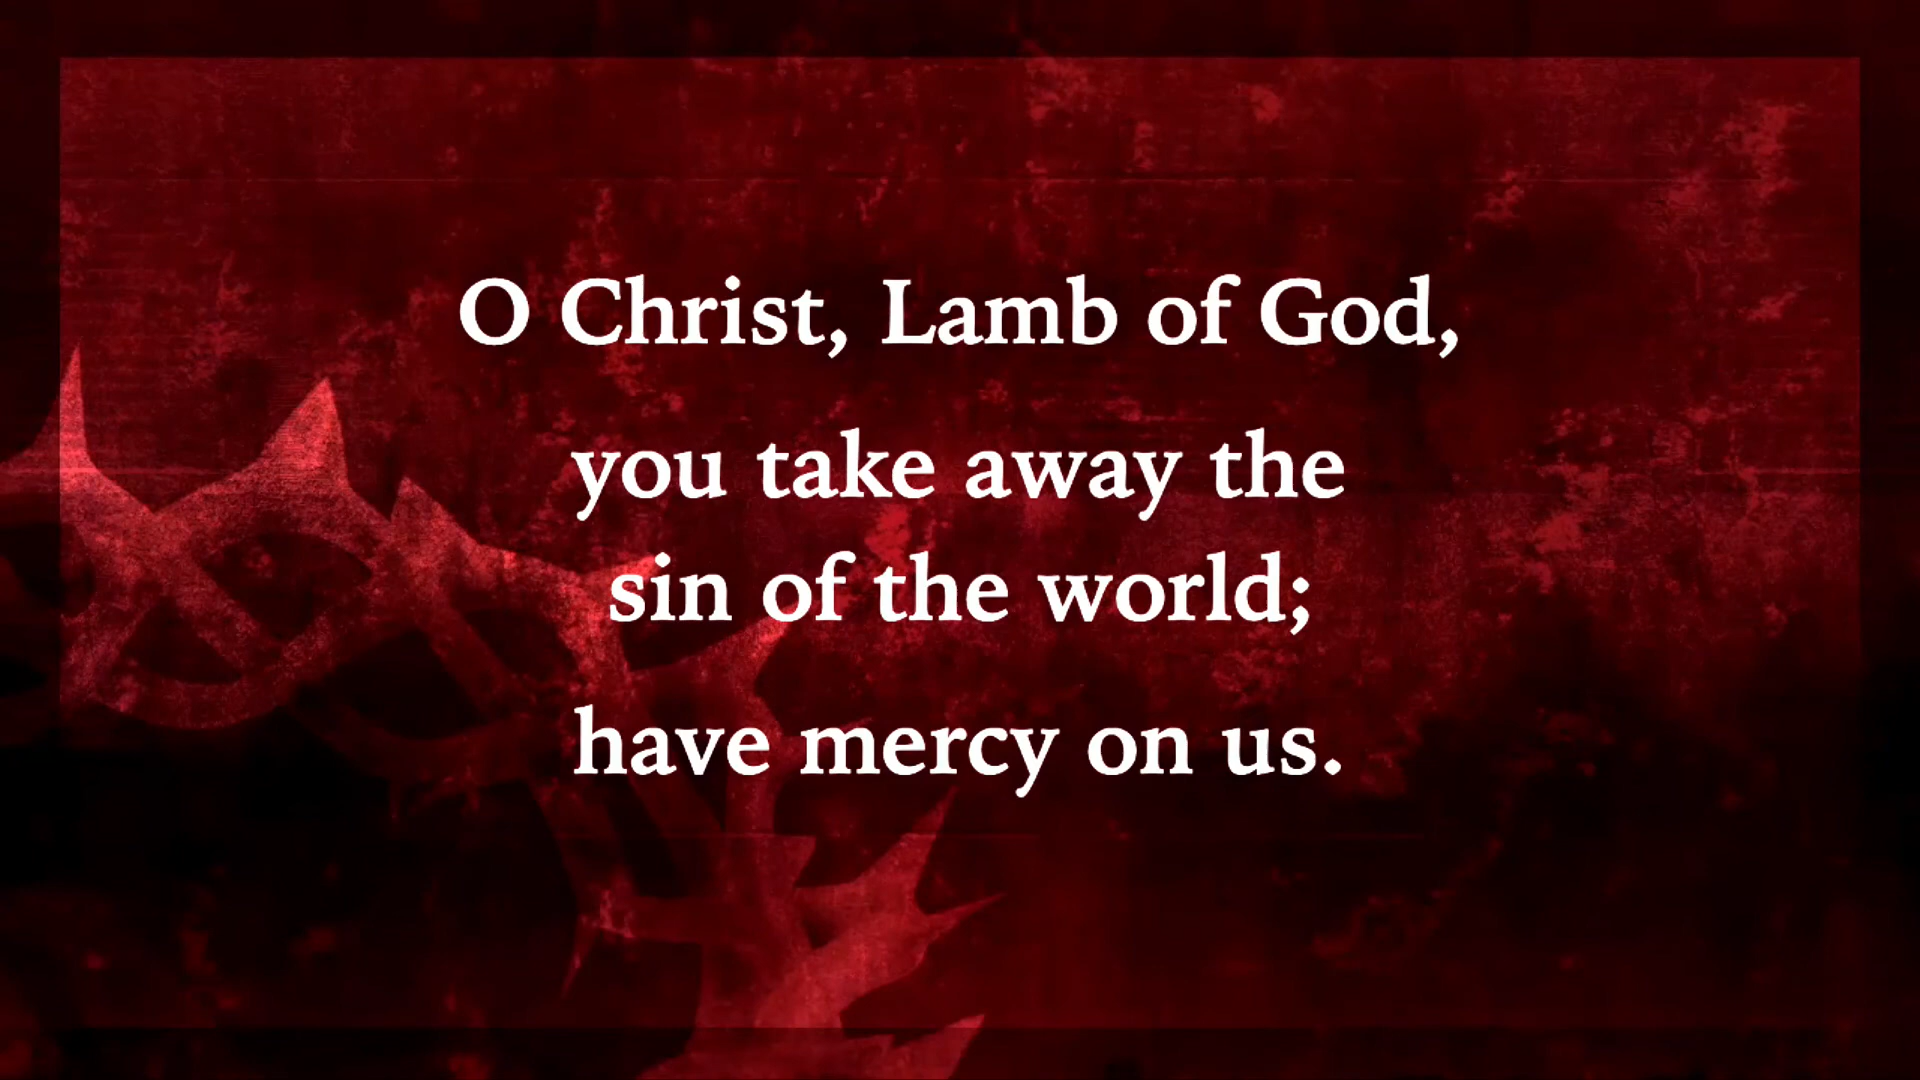 O Christ, Lamb of God,
you take away the
sin of the world;
have mercy on us.